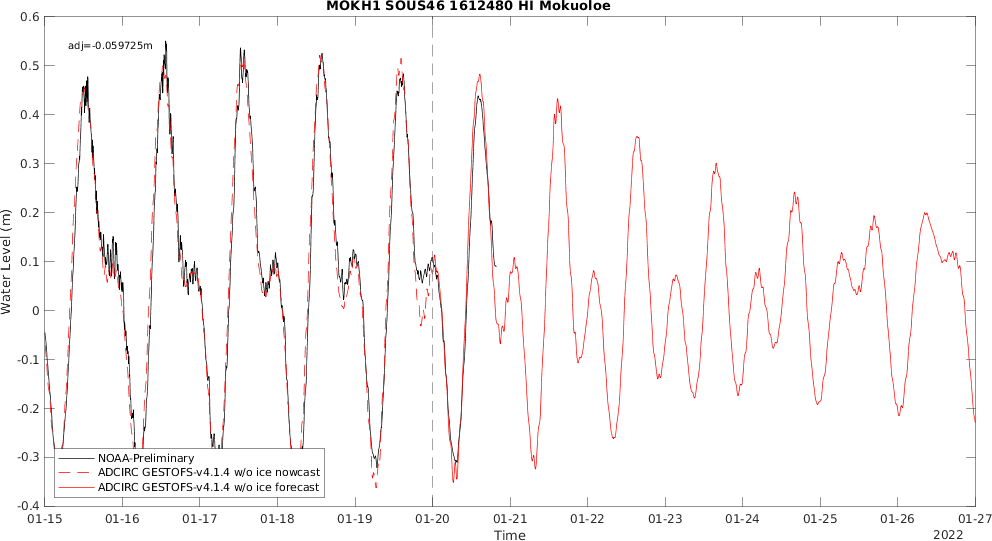 MOKH1 SOUS46 1612480 HI Mokuoloe
adj=-0.059725m
Water Level (m)
0.6
0.5
0.4
0.3
0.2
0.1
0
-0.1
-0.2
-0.3
-0.4
NOAA-Preliminary
ADCIRC GESTOFS-v4.1.4 w/o ice nowcast
ADCIRC GESTOFS-v4.1.4 w/o ice forecast
01-15 01-16 01-17 01-18 01-19 01-20 01-21 01-22 01-23 01-24 01-25 01-26 01-27
Time
2022